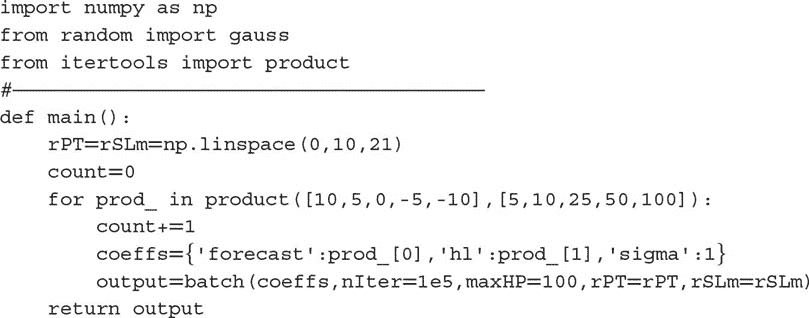 import numpy as np
from random import gauss
from itertools import product
#————————————————————————————————————————
def main():
    rPT=rSLm=np.linspace(0,10,21)
    count=0
    for prod_ in product([10,5,0,-5,-10],[5,10,25,50,100]):
        count+=1
        coeffs={'forecast':prod_[0],'hl':prod_[1],'sigma':1}
        output=batch(coeffs,nIter=1e5,maxHP=100,rPT=rPT,rSLm=rSLm)
    return output